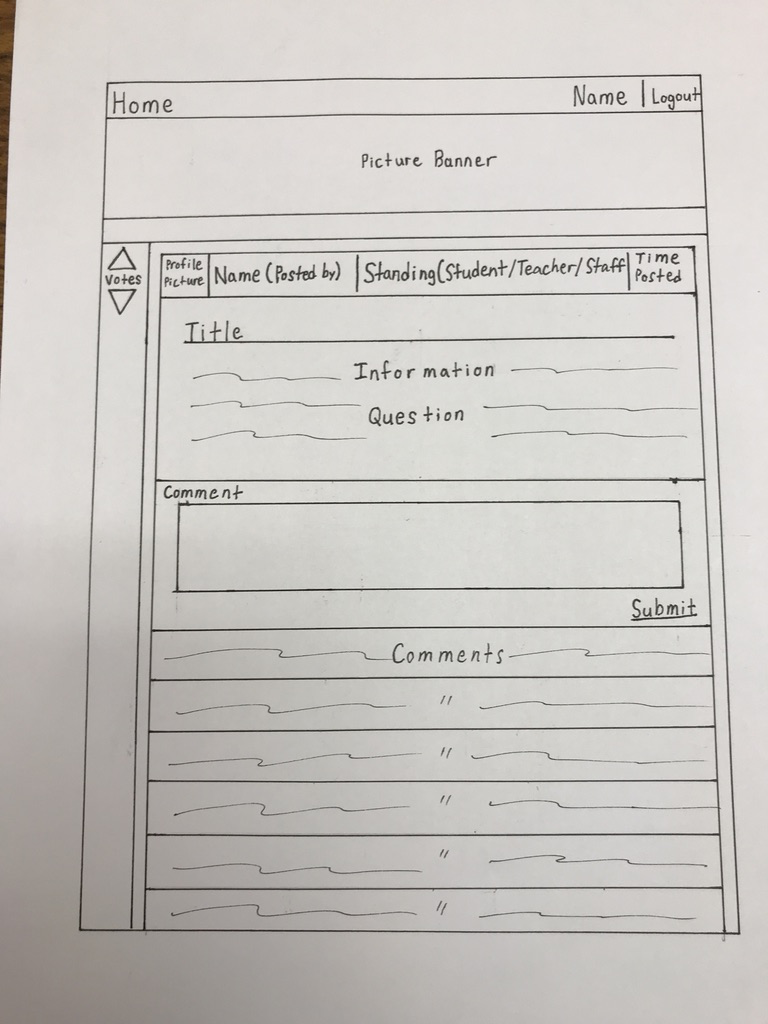 Home Name | Logout
Picture Banner
Votes
Profile Picture
Name (Posted by)
Standing(Student/Teacher/Staff
Time Posted
Title
Information
Question
Comment
Submit
Comments
"
"
"
"
"